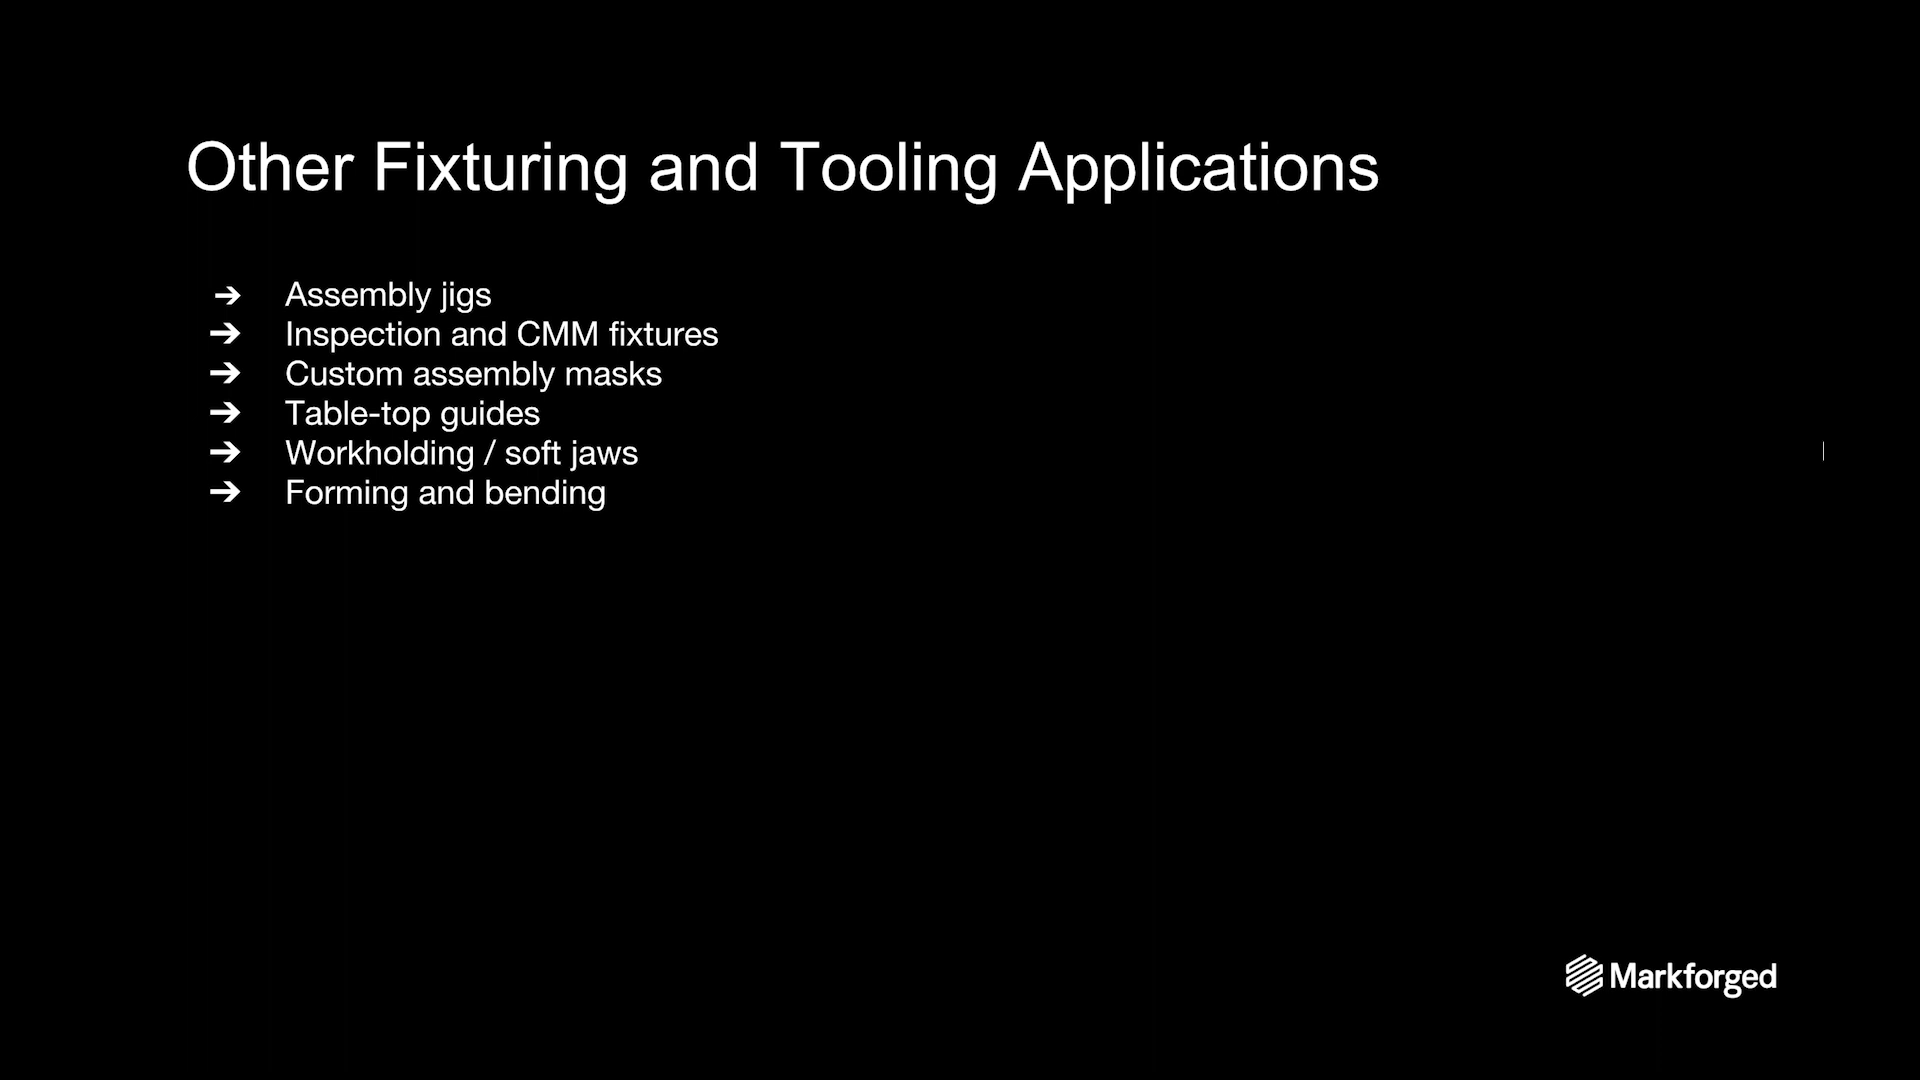 Other Fixturing and Tooling Applications
➔ Assembly jigs
➔ Inspection and CMM fixtures
➔ Custom assembly masks
➔ Table-top guides
➔ Workholding / soft jaws
➔ Forming and bending
Markforged